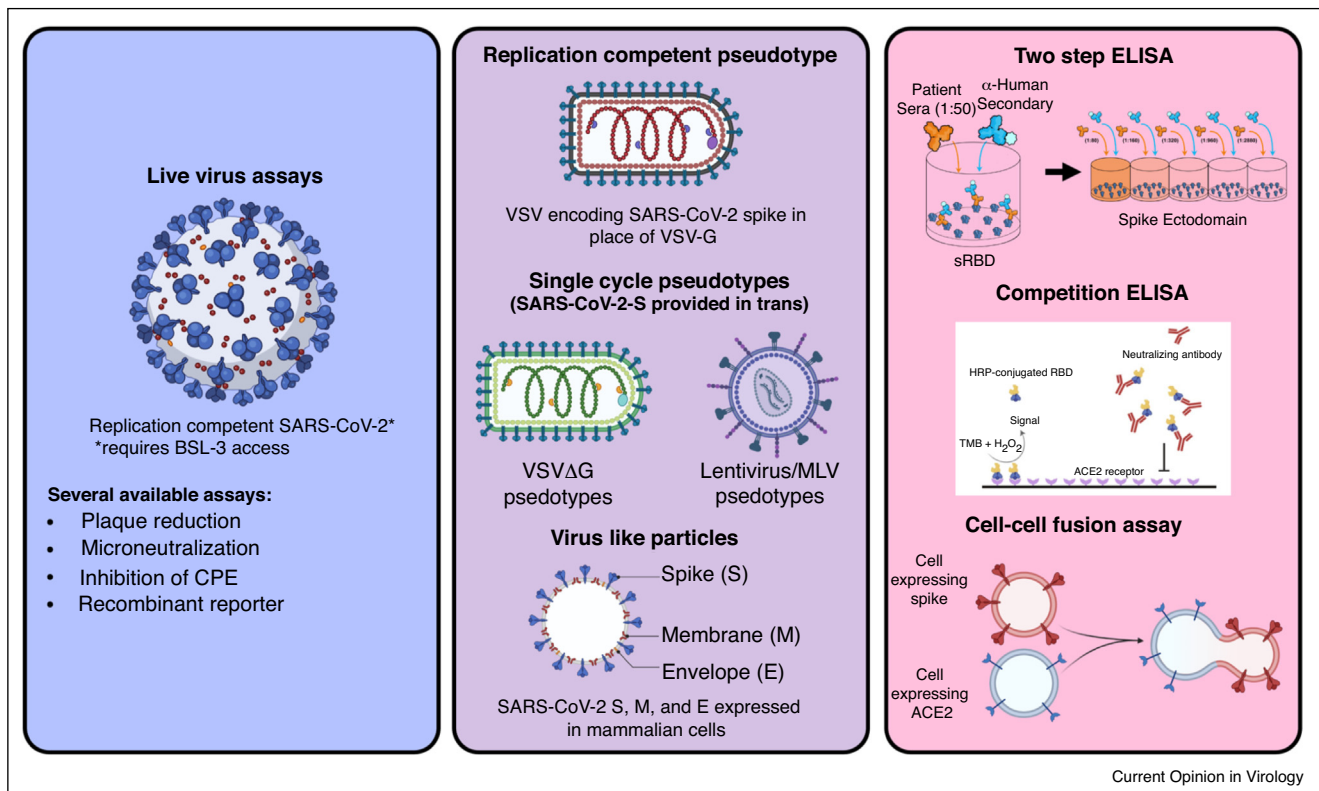 Live virus assays
Replication competent SARS-CoV-2*
*requires BSL-3 access
Several available assays:
• Plaque reduction
• Microneutralization
• Inhibition of CPE
• Recombinant reporter
Replication competent pseudotype
VSV encoding SARS-CoV-2 spike in
place of VSV-G
Single cycle pseudotypes
(SARS-CoV-2-S provided in trans)
VSVΔG
psedotypes
Lentivirus/MLV
psedotypes
Virus like particles
Spike (S)
Membrane (M)
Envelope (E)
SARS-CoV-2 S, M, and E expressed
in mammalian cells
Two step ELISA
Patient
Sera (1:50)
α-Human
Secondary
sRBD
(1:160)
(1:320)
Spike Ectodomain
Competition ELISA
Neutralizing antibody
HRP-conjugated RBD
Signal
TMB + H2O2
ACE2 receptor
Cell-cell fusion assay
Cell
expressing
spike
Cell
expressing
ACE2
Current Opinion in Virology